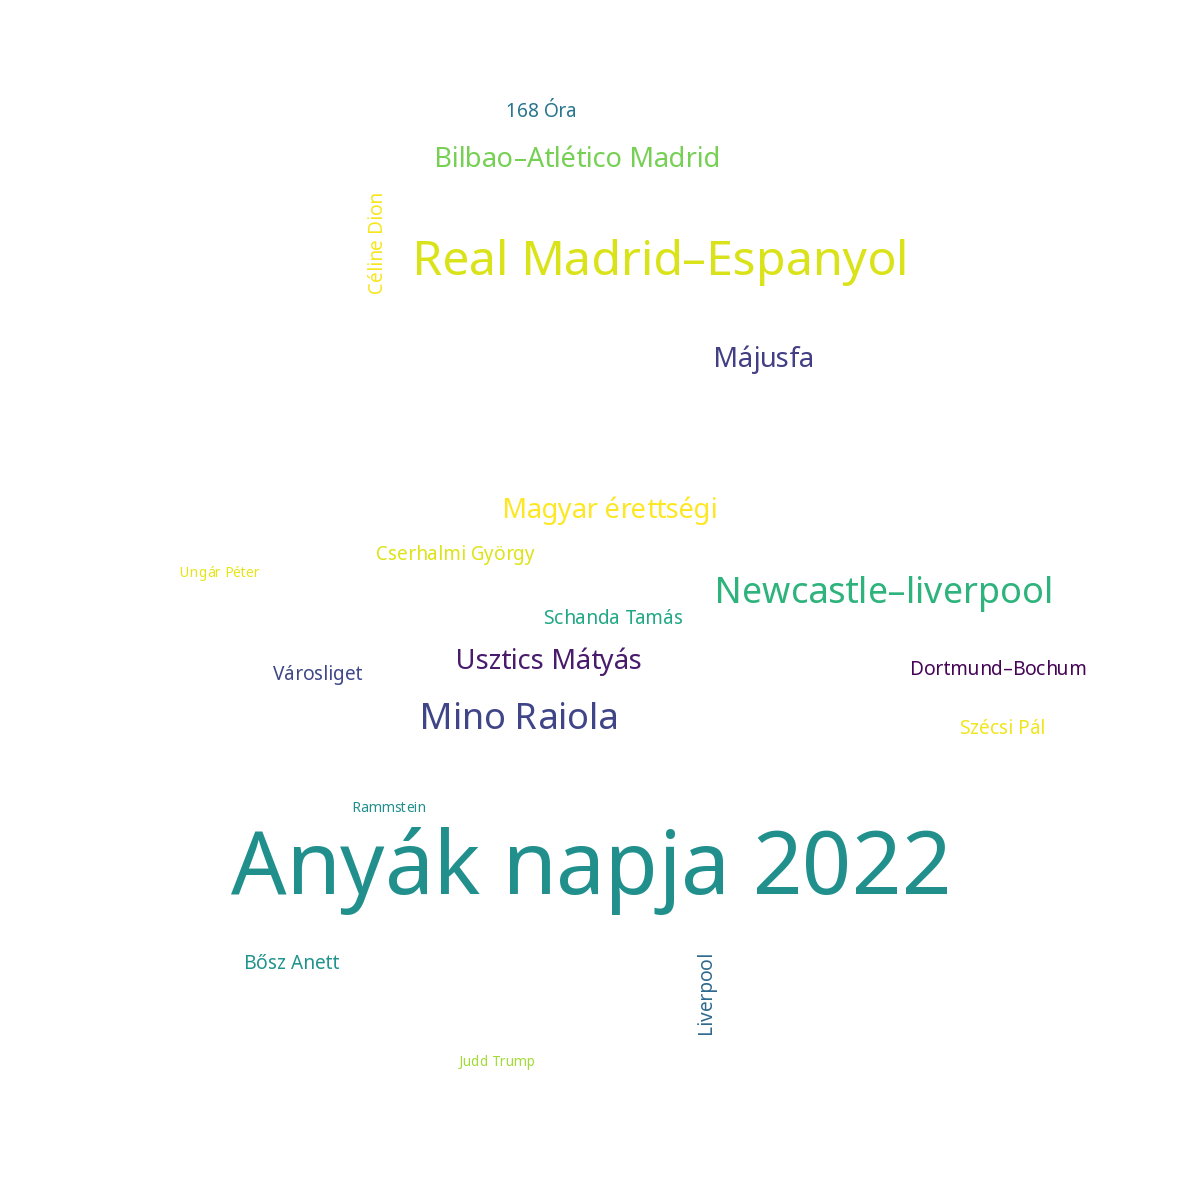 168 Óra
Bilbao–Atlético Madrid
Céline Dion
Real Madrid–Espanyol
Májusfa
Magyar érettségi
Cserhalmi György
Ungár Péter
Newcastle–liverpool
Schanda Tamás
Usztics Mátyás
Dortmund–Bochum
Városliget
Mino Raiola
Szécsi Pál
Rammstein
Anyák napja 2022
Bősz Anett
Liverpool
Judd Trump